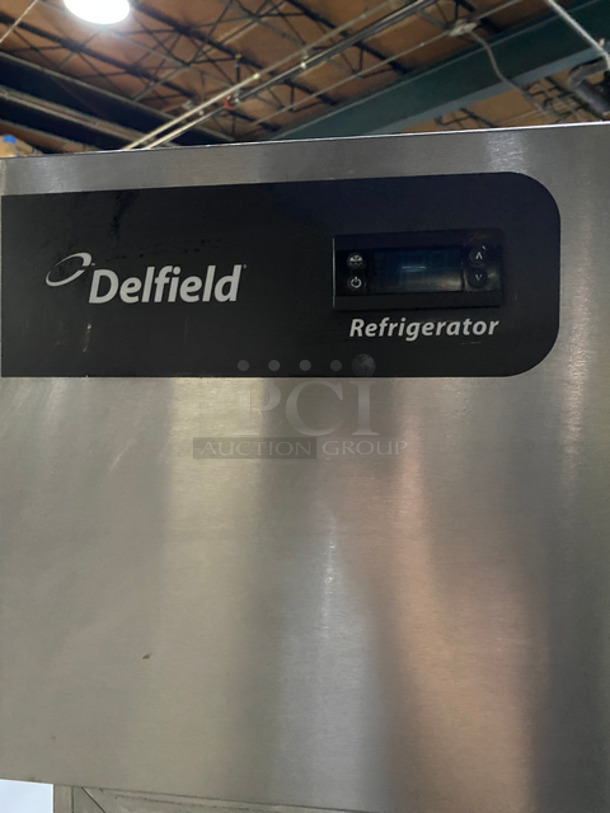 Delfield
Refrigerator
PCI
AUCTION GROUP